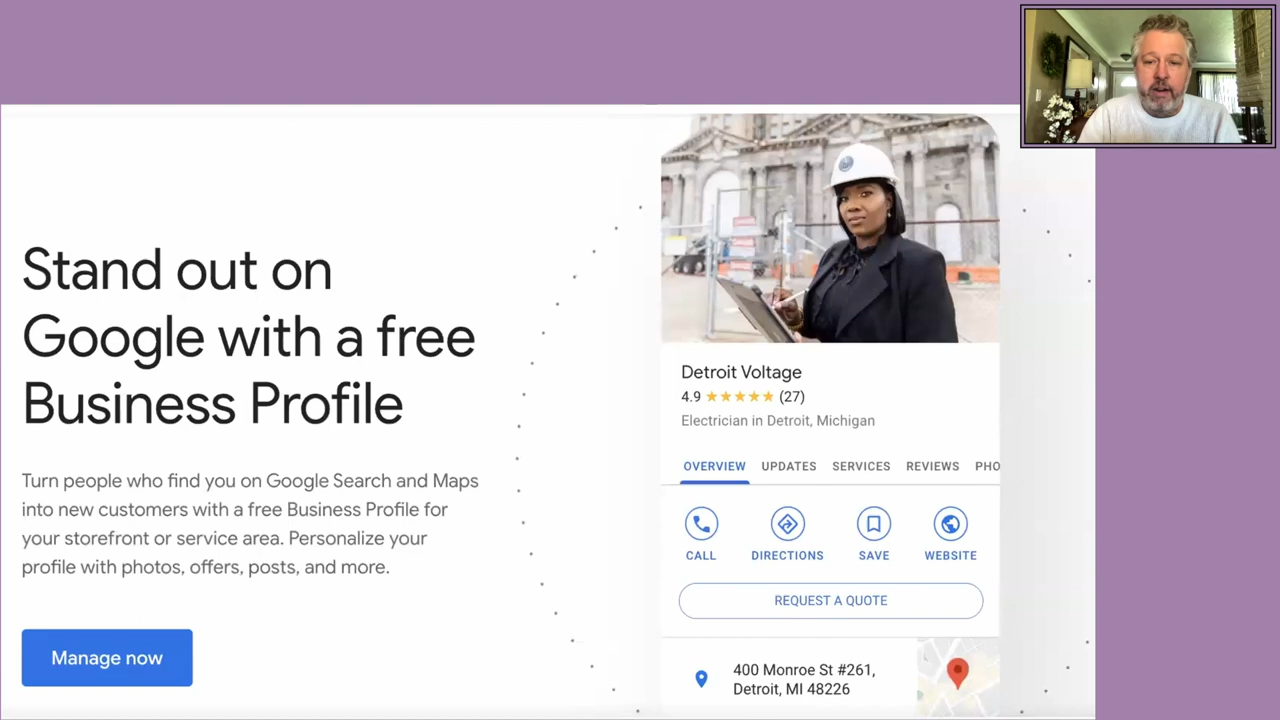 Stand out on
Google with a free
Business Profile
Turn people who find you on Google Search and Maps
into new customers with a free Business Profile for
your storefront or service area. Personalize your
profile with photos, offers, posts, and more.
Manage now
Detroit Voltage
4.9 ★★★★★ (27)
Electrician in Detroit, Michigan
OVERVIEW UPDATES SERVICES REVIEWS PHO
CALL DIRECTIONS SAVE WEBSITE
REQUEST A QUOTE
400 Monroe St #261,
Detroit, MI 48226